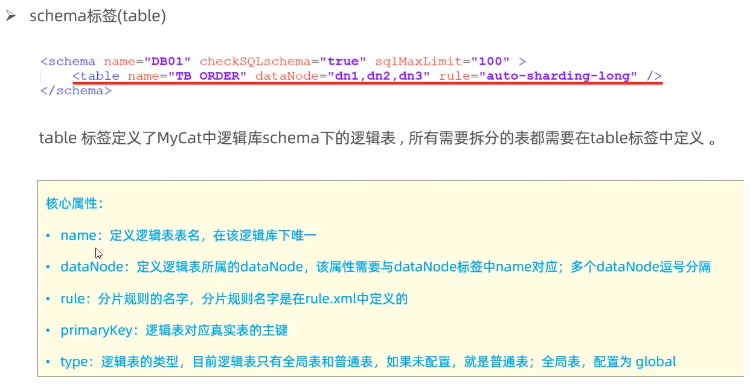 ➢ schema标签(table)
<schema name="DB01" checkSQLschema="true" sqlMaxLimit="100" >
<table name="TB_ORDER" dataNode="dn1,dn2,dn3" rule="auto-sharding-long" />
</schema>
table 标签定义了MyCat中逻辑库schema下的逻辑表 , 所有需要拆分的表都需要在table标签中定义 。
核心属性：
• name：定义逻辑表表名，在该逻辑库下唯一
• dataNode：定义逻辑表所属的dataNode，该属性需要与dataNode标签中name对应；多个dataNode逗号分隔
• rule：分片规则的名字，分片规则名字是在rule.xml中定义的
• primaryKey：逻辑表对应真实表的主键
• type：逻辑表的类型，目前逻辑表只有全局表和普通表，如果未配置，就是普通表；全局表，配置为 global